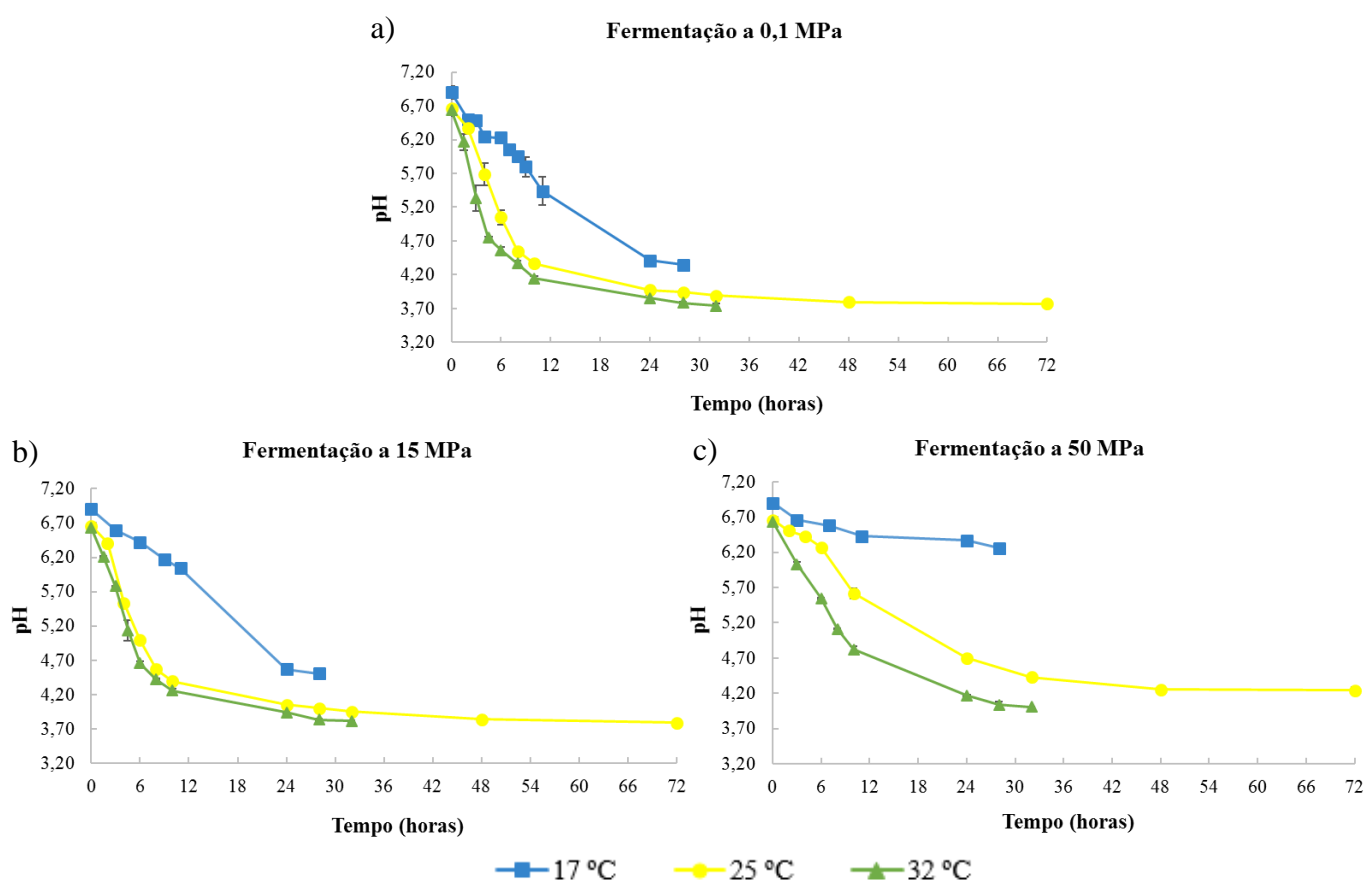 a)
Fermentação a 0,1 MPa
7,20
6,70
6,20
5,70
5,20
4,70
4,20
3,70
3,20
pH
0 6 12 18 24 30 36 42 48 54 60 66 72
Tempo (horas)
b)
Fermentação a 15 MPa
7,20
6,70
6,20
5,70
5,20
4,70
4,20
3,70
3,20
pH
0 6 12 18 24 30 36 42 48 54 60 66 72
Tempo (horas)
c)
Fermentação a 50 MPa
7,20
6,70
6,20
5,70
5,20
4,70
4,20
3,70
3,20
pH
0 6 12 18 24 30 36 42 48 54 60 66 72
Tempo (horas)
17 ºC 25 ºC 32 ºC